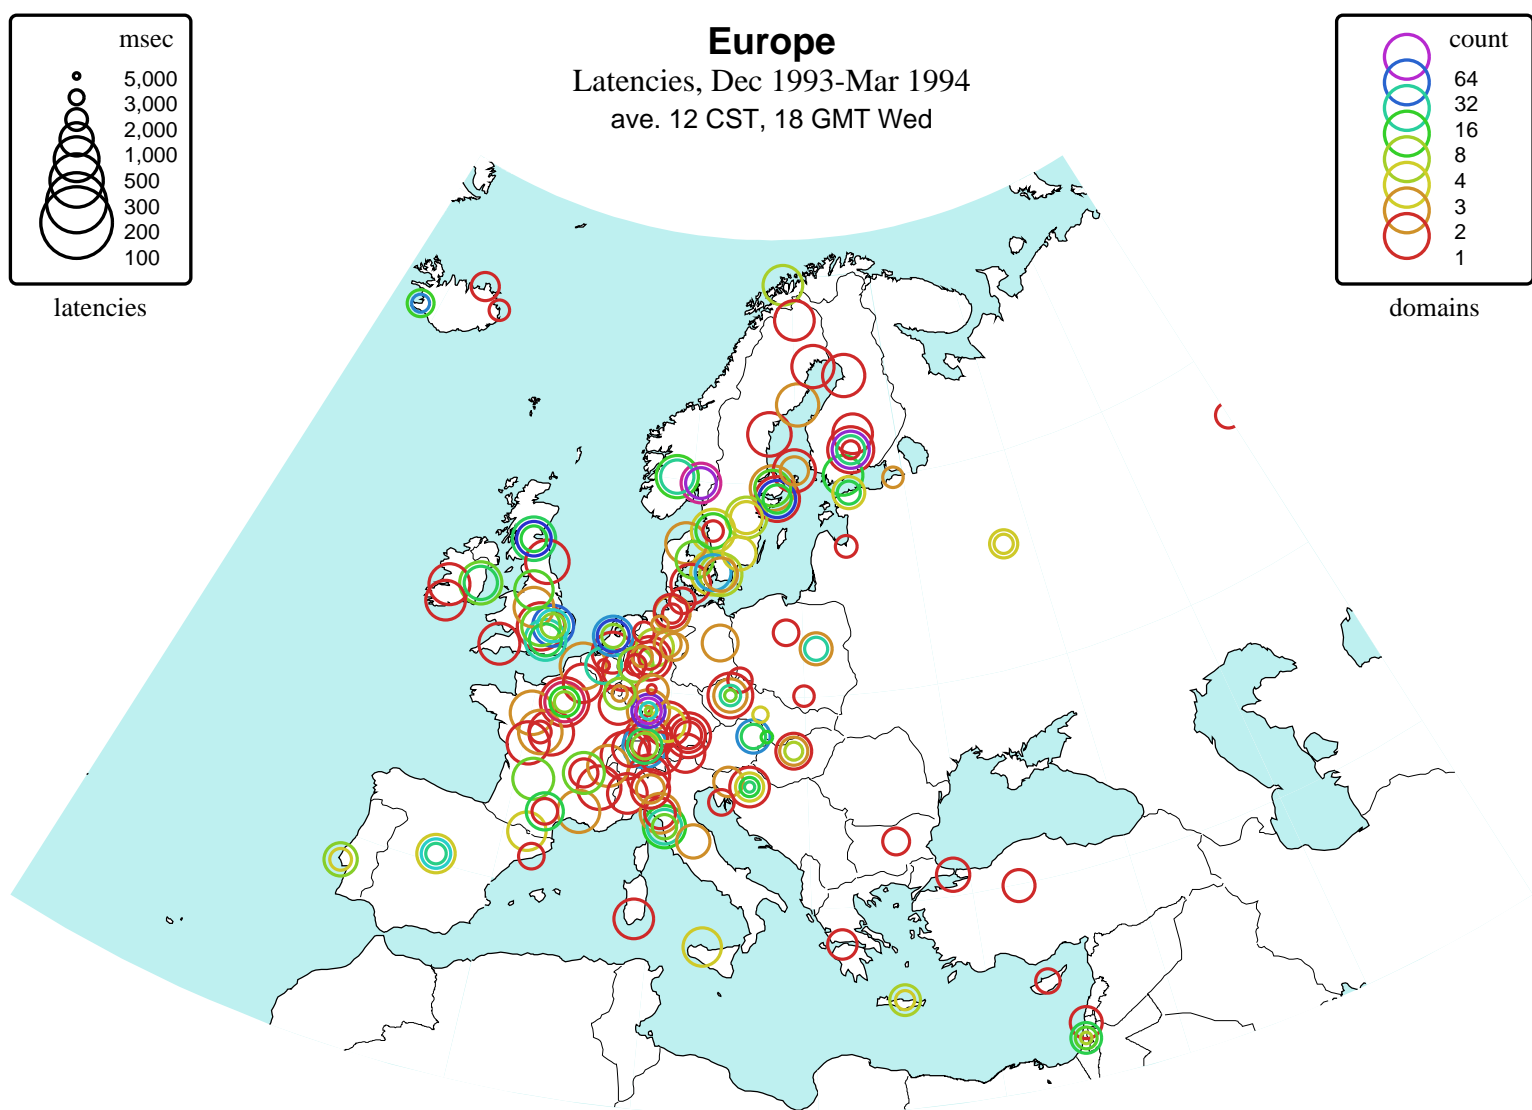 Europe
Latencies, Dec 1993-Mar 1994
ave. 12 CST, 18 GMT Wed
msec
5,000
3,000
2,000
1,000
500
300
200
100
latencies
count
64
32
16
8
4
3
2
1
domains